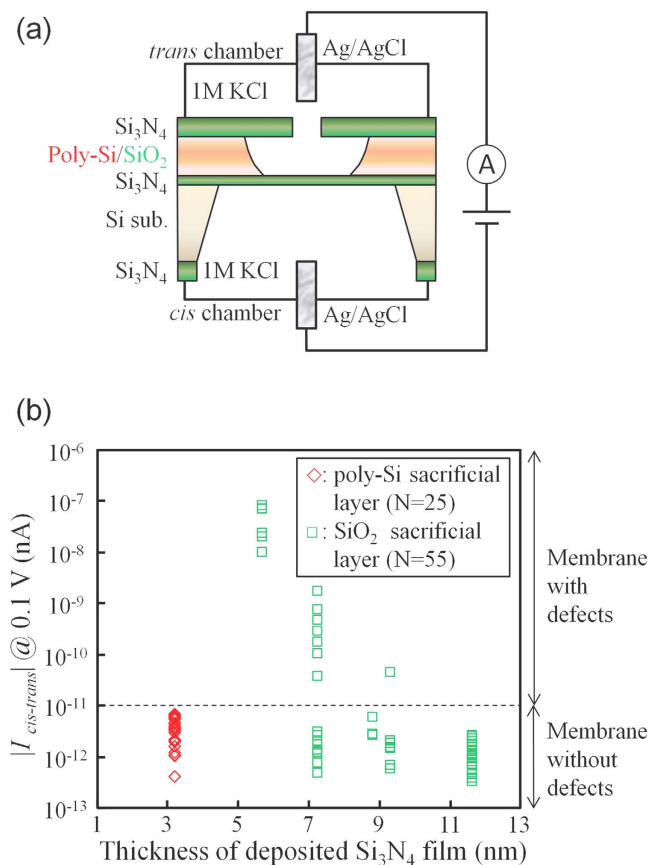 (a)
trans chamber
Ag/AgCl
1M KCl
Si₃N₄
Poly-Si/SiO₂
Si₃N₄
A
Si sub.
Si₃N₄
1M KCl
cis chamber
Ag/AgCl
(b)
|I cis-trans| @ 0.1 V (nA)
10⁻⁶
10⁻⁷
10⁻⁸
10⁻⁹
10⁻¹⁰
10⁻¹¹
10⁻¹²
10⁻¹³
◇: poly-Si sacrificial
layer (N=25)
□: SiO₂ sacrificial
layer (N=55)
Membrane
with
defects
Membrane
without
defects
1 3 5 7 9 11 13
Thickness of deposited Si₃N₄ film (nm)